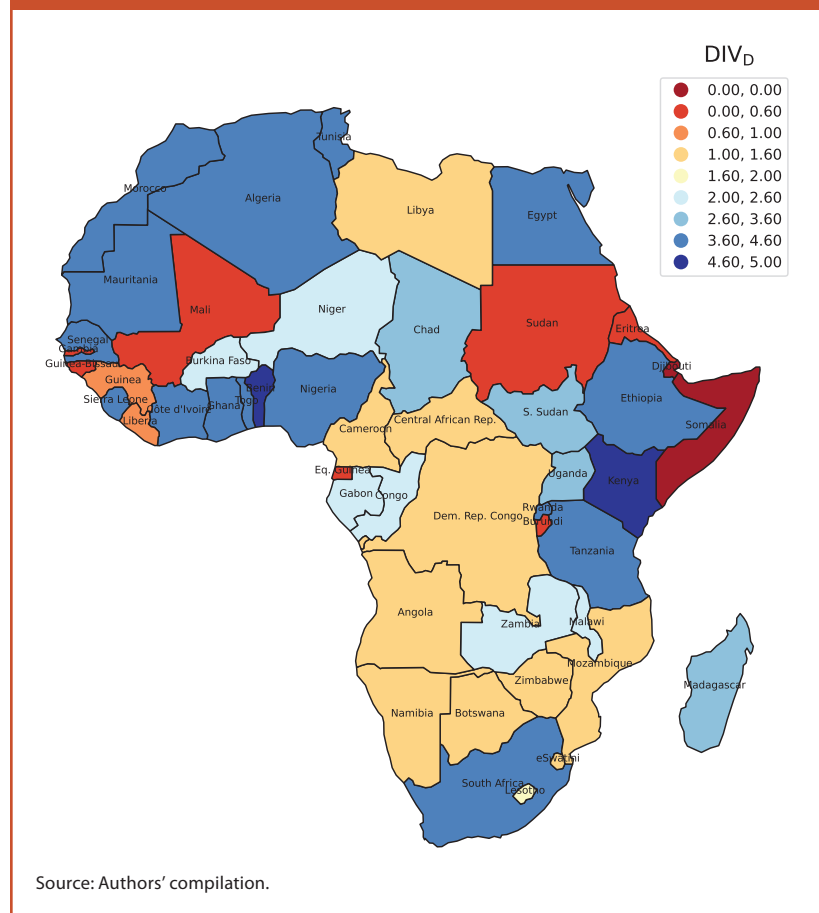 DIV_D
0.00, 0.00
0.00, 0.60
0.60, 1.00
1.00, 1.60
1.60, 2.00
2.00, 2.60
2.60, 3.60
3.60, 4.60
4.60, 5.00
Tunisia
Morocco
Algeria
Libya
Egypt
Mauritania
Mali
Niger
Chad
Sudan
Eritrea
Senegal
Gambia
Guinea-Bissau
Burkina Faso
Djibouti
Guinea
Benin
Nigeria
Ethiopia
Sierra Leone
Côte d'Ivoire
Ghana
Togo
S. Sudan
Somalia
Liberia
Cameroon
Central African Rep.
Eq. Guinea
Uganda
Kenya
Gabon
Congo
Rwanda
Dem. Rep. Congo
Burundi
Tanzania
Angola
Zambia
Malawi
Mozambique
Zimbabwe
Madagascar
Namibia
Botswana
eSwatini
South Africa
Lesotho
Source: Authors' compilation.